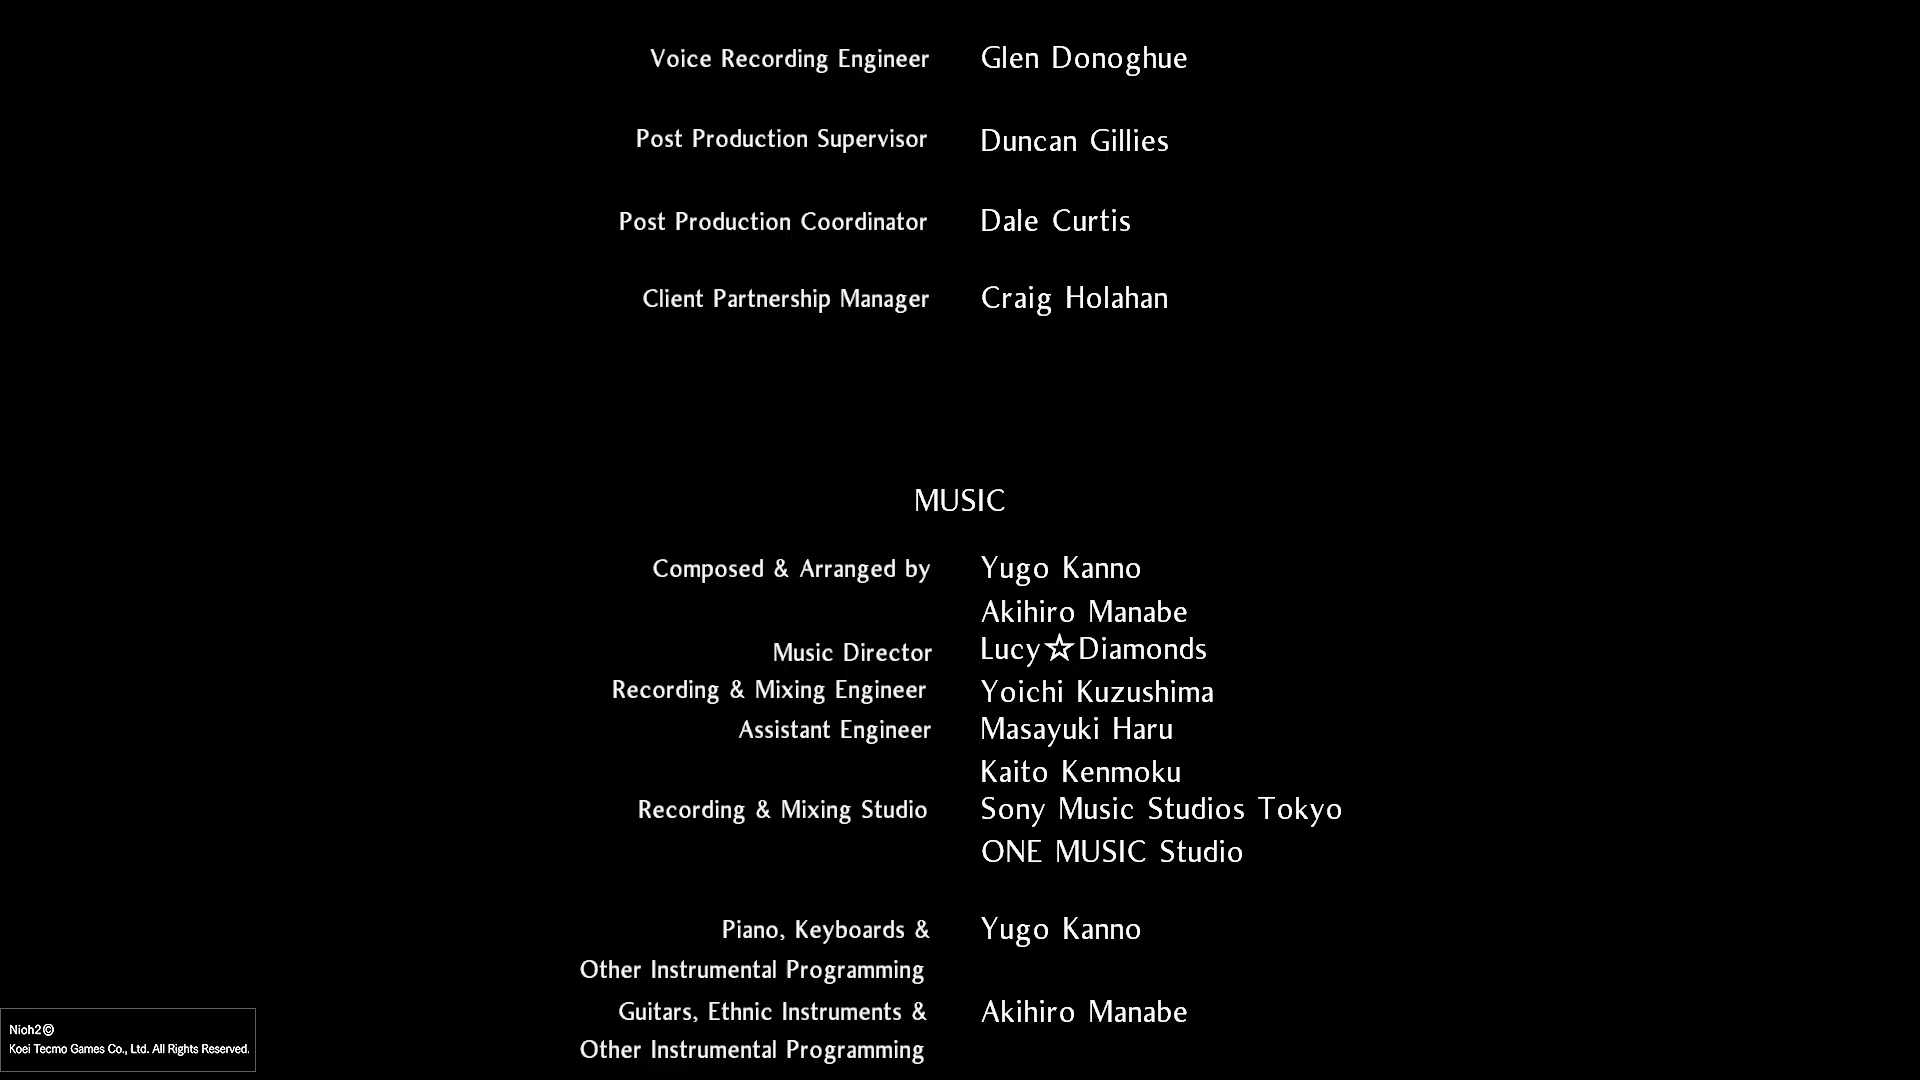 Voice Recording Engineer Glen Donoghue
Post Production Supervisor Duncan Gillies
Post Production Coordinator Dale Curtis
Client Partnership Manager Craig Holahan
MUSIC
Composed & Arranged by Yugo Kanno
Akihiro Manabe
Music Director Lucy☆Diamonds
Recording & Mixing Engineer Yoichi Kuzushima
Assistant Engineer Masayuki Haru
Kaito Kenmoku
Recording & Mixing Studio Sony Music Studios Tokyo
ONE MUSIC Studio
Piano, Keyboards & Yugo Kanno
Other Instrumental Programming
Guitars, Ethnic Instruments & Akihiro Manabe
Other Instrumental Programming
Nioh2©
Koei Tecmo Games Co., Ltd. All Rights Reserved.